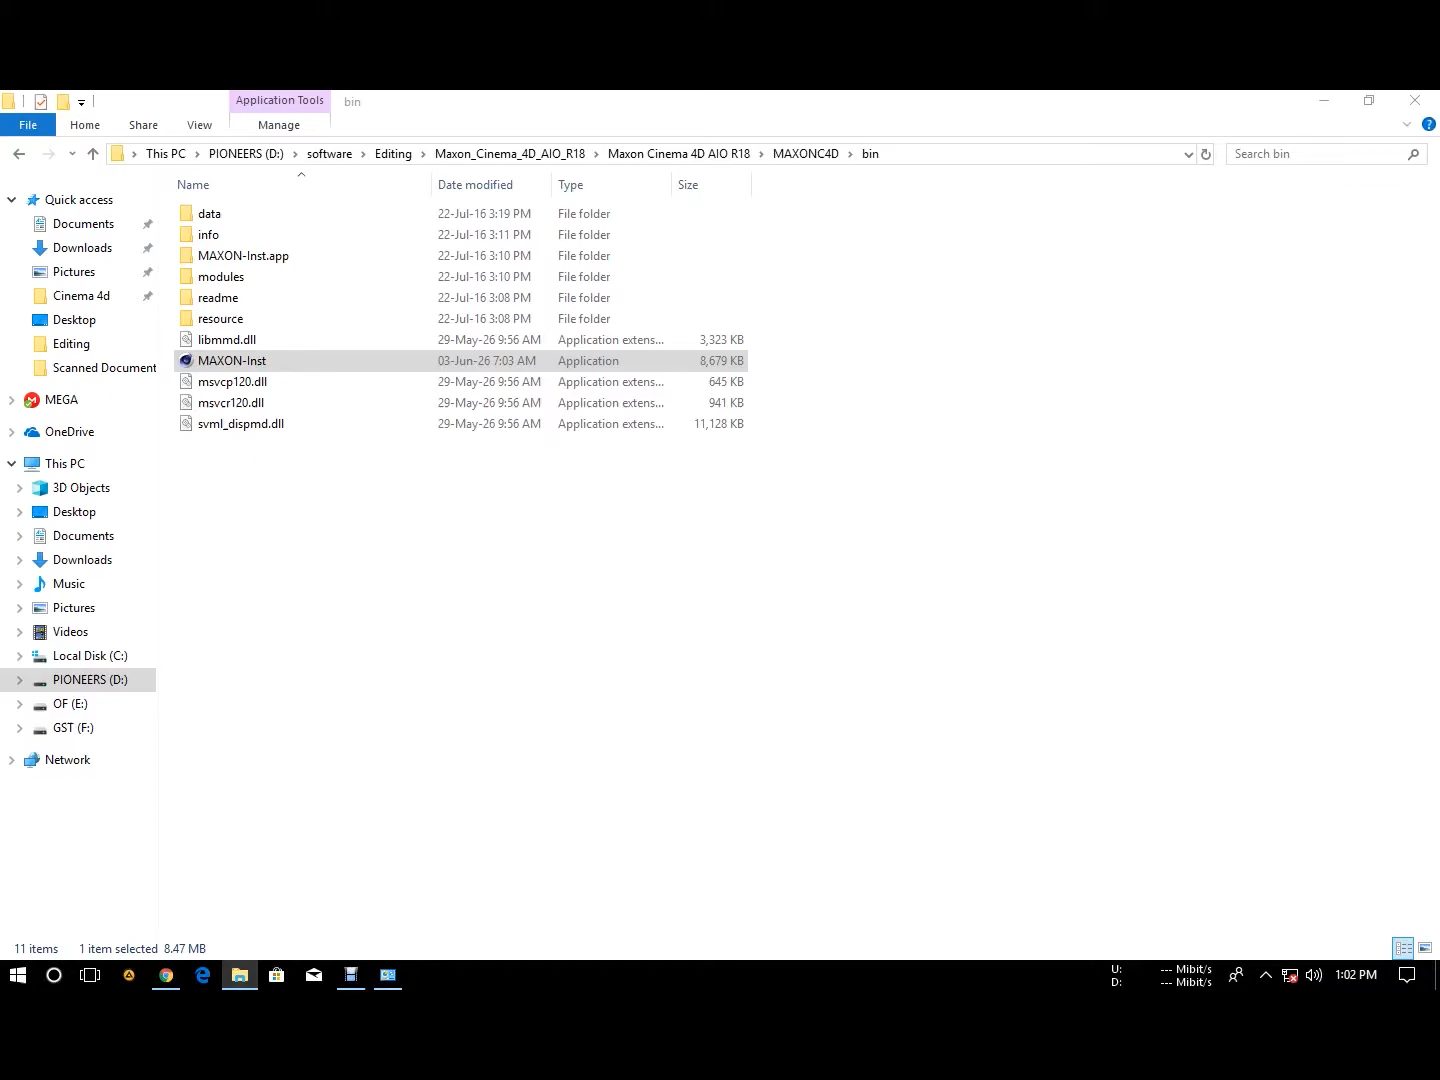 Application Tools bin
File Home Share View Manage
This PC PIONEERS (D:) software Editing Maxon_Cinema_4D_AIO_R18 Maxon Cinema 4D AIO R18 MAXONC4D bin Search bin
Name Date modified Type Size
Quick access
Documents
Downloads
Pictures
Cinema 4d
Desktop
Editing
Scanned Document
MEGA
OneDrive
This PC
3D Objects
Desktop
Documents
Downloads
Music
Pictures
Videos
Local Disk (C:)
PIONEERS (D:)
OF (E:)
GST (F:)
Network
data 22-Jul-16 3:19 PM File folder
info 22-Jul-16 3:11 PM File folder
MAXON-Inst.app 22-Jul-16 3:10 PM File folder
modules 22-Jul-16 3:10 PM File folder
readme 22-Jul-16 3:08 PM File folder
resource 22-Jul-16 3:08 PM File folder
libmmd.dll 29-May-26 9:56 AM Application extens... 3,323 KB
MAXON-Inst 03-Jun-26 7:03 AM Application 8,679 KB
msvcp120.dll 29-May-26 9:56 AM Application extens... 645 KB
msvcr120.dll 29-May-26 9:56 AM Application extens... 941 KB
svml_dispmd.dll 29-May-26 9:56 AM Application extens... 11,128 KB
11 items 1 item selected 8.47 MB
U: --- Mibit/s
D: --- Mibit/s
1:02 PM